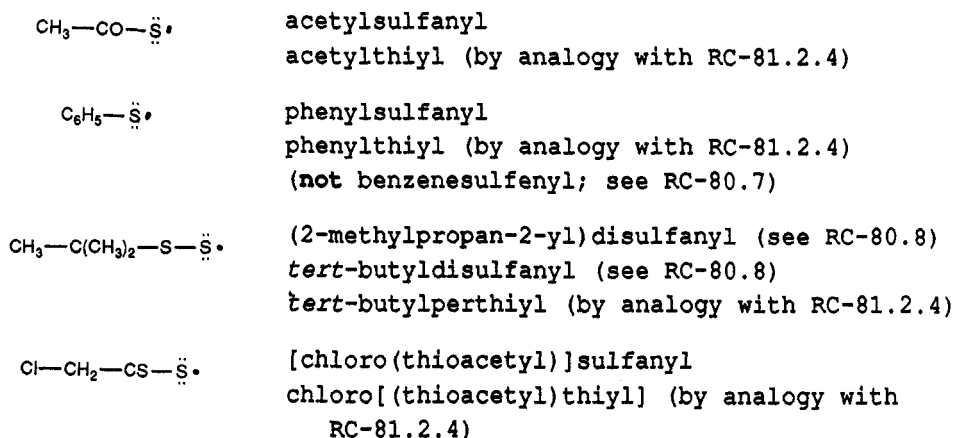 CH3—CO—S• acetylsulfanyl
acetylthiyl (by analogy with RC-81.2.4)
C6H5—S• phenylsulfanyl
phenylthiyl (by analogy with RC-81.2.4)
(not benzenesulfenyl; see RC-80.7)
CH3—C(CH3)2—S—S• (2-methylpropan-2-yl)disulfanyl (see RC-80.8)
tert-butyldisulfanyl (see RC-80.8)
tert-butylperthiyl (by analogy with RC-81.2.4)
Cl—CH2—CS—S• [chloro(thioacetyl)]sulfanyl
chloro[(thioacetyl)thiyl] (by analogy with
RC-81.2.4)